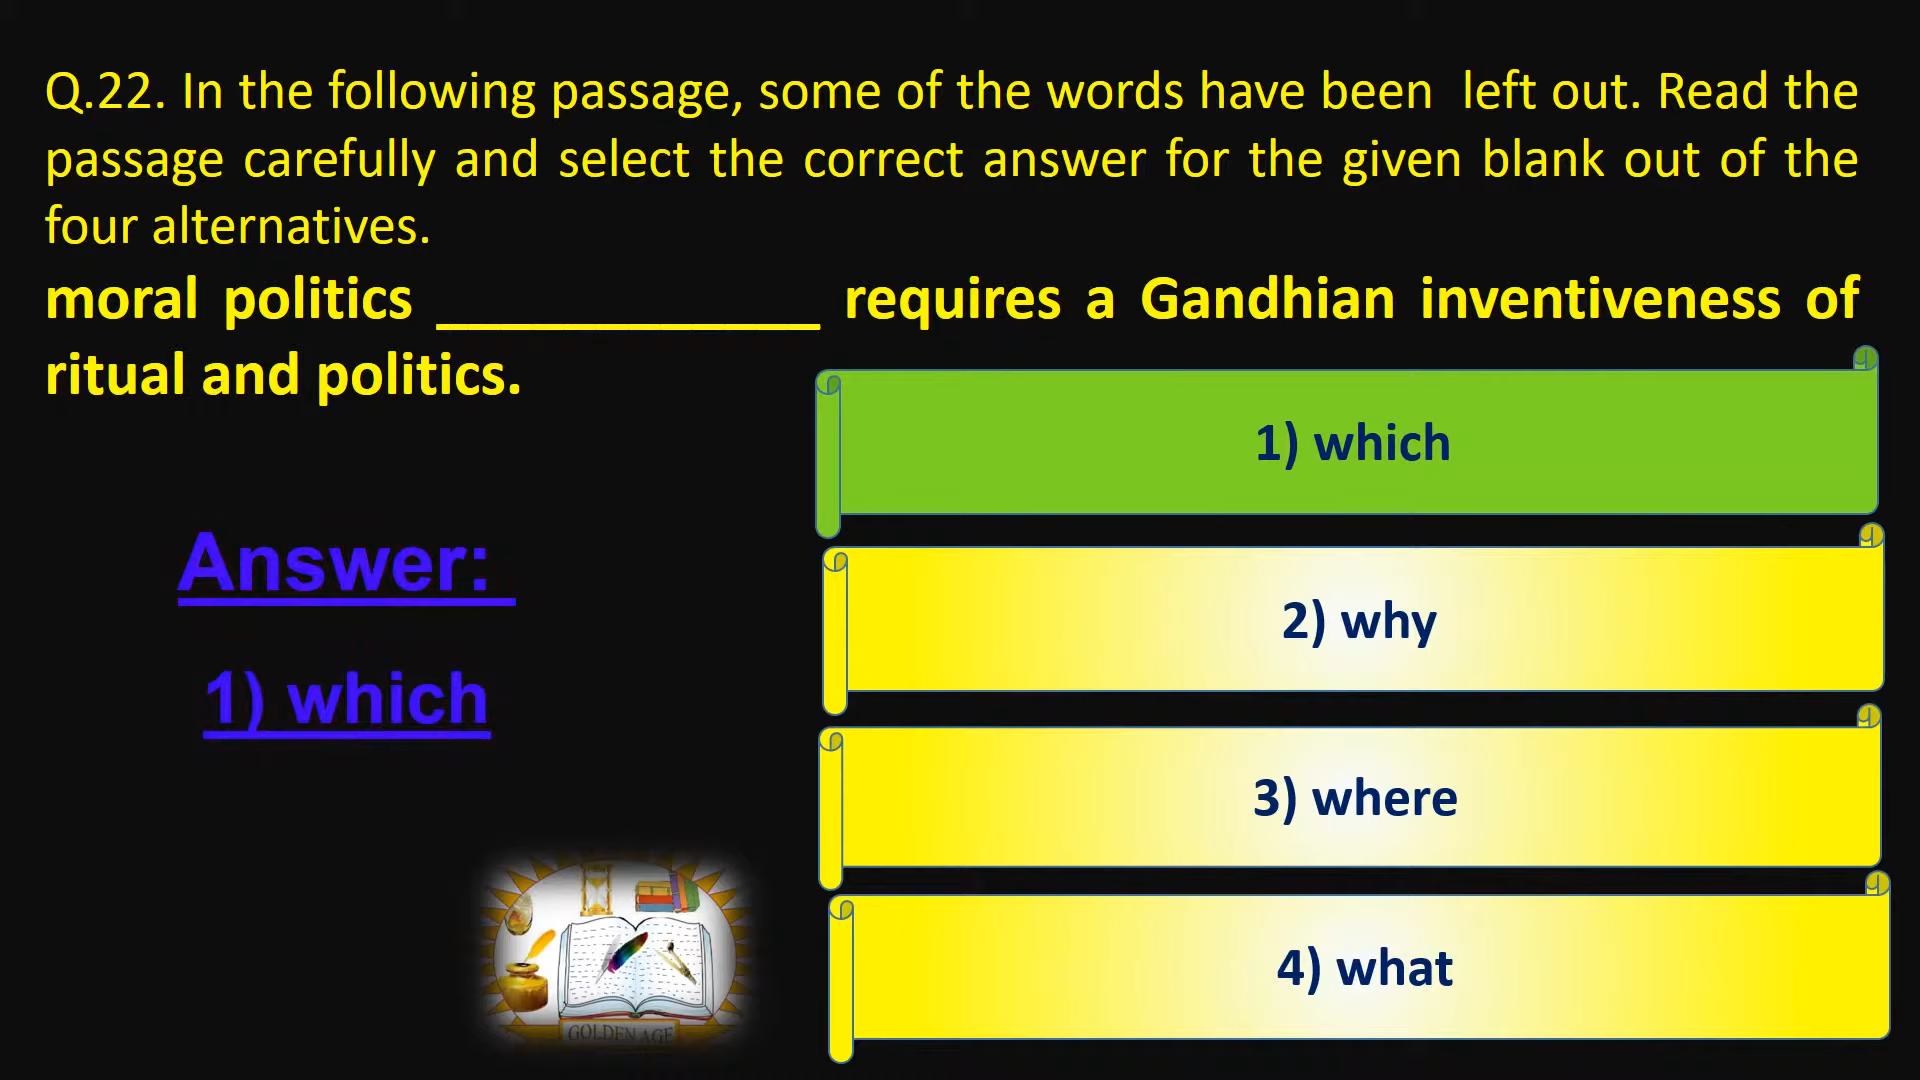 Q.22. In the following passage, some of the words have been left out. Read the
passage carefully and select the correct answer for the given blank out of the
four alternatives.
moral politics ____________ requires a Gandhian inventiveness of
ritual and politics.
1) which
Answer:
2) why
1) which
3) where
4) what
GOLDEN AGE